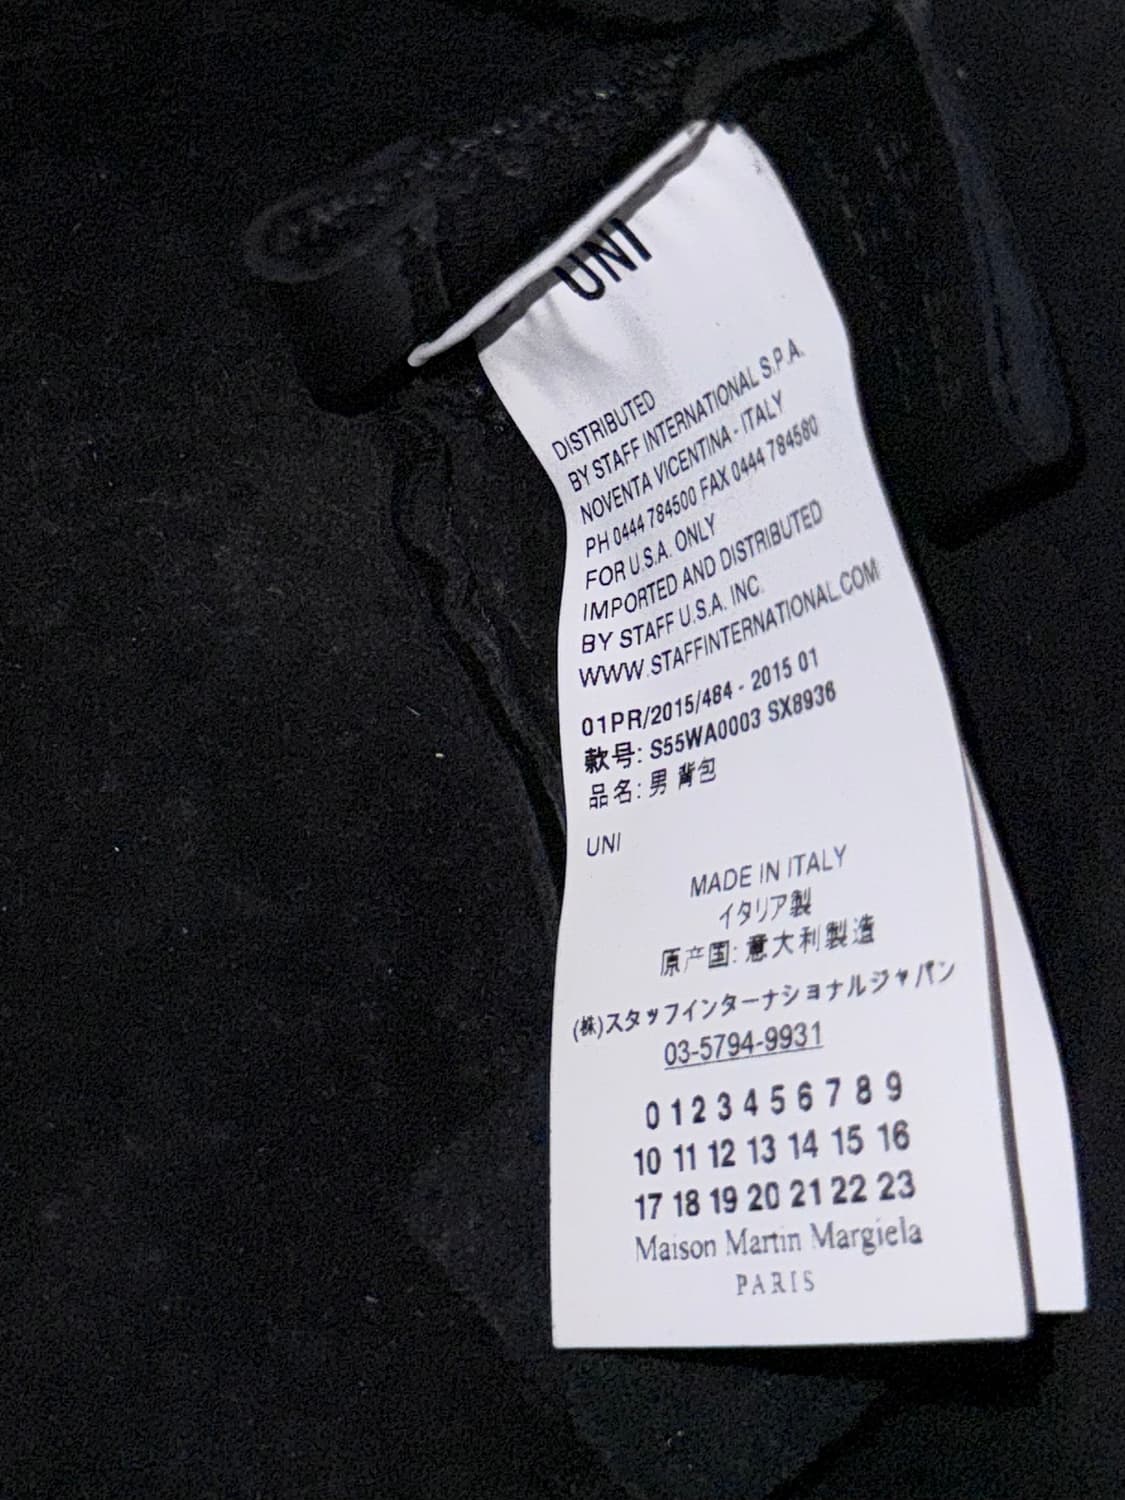 UNI
DISTRIBUTED
BY STAFF INTERNATIONAL S.P.A.
NOVENTA VICENTINA - ITALY
PH 0444 784500 FAX 0444 784580
FOR U.S.A. ONLY
IMPORTED AND DISTRIBUTED
BY STAFF U.S.A. INC.
WWW.STAFFINTERNATIONAL.COM
01PR/2015/484 - 2015 01
款号: S55WA0003 SX8936
品名: 男 背包
UNI
MADE IN ITALY
イタリア製
原产国: 意大利製造
(株)スタッフインターナショナルジャパン
03-5794-9931
0 1 2 3 4 5 6 7 8 9
10 11 12 13 14 15 16
17 18 19 20 21 22 23
Maison Martin Margiela
PARIS